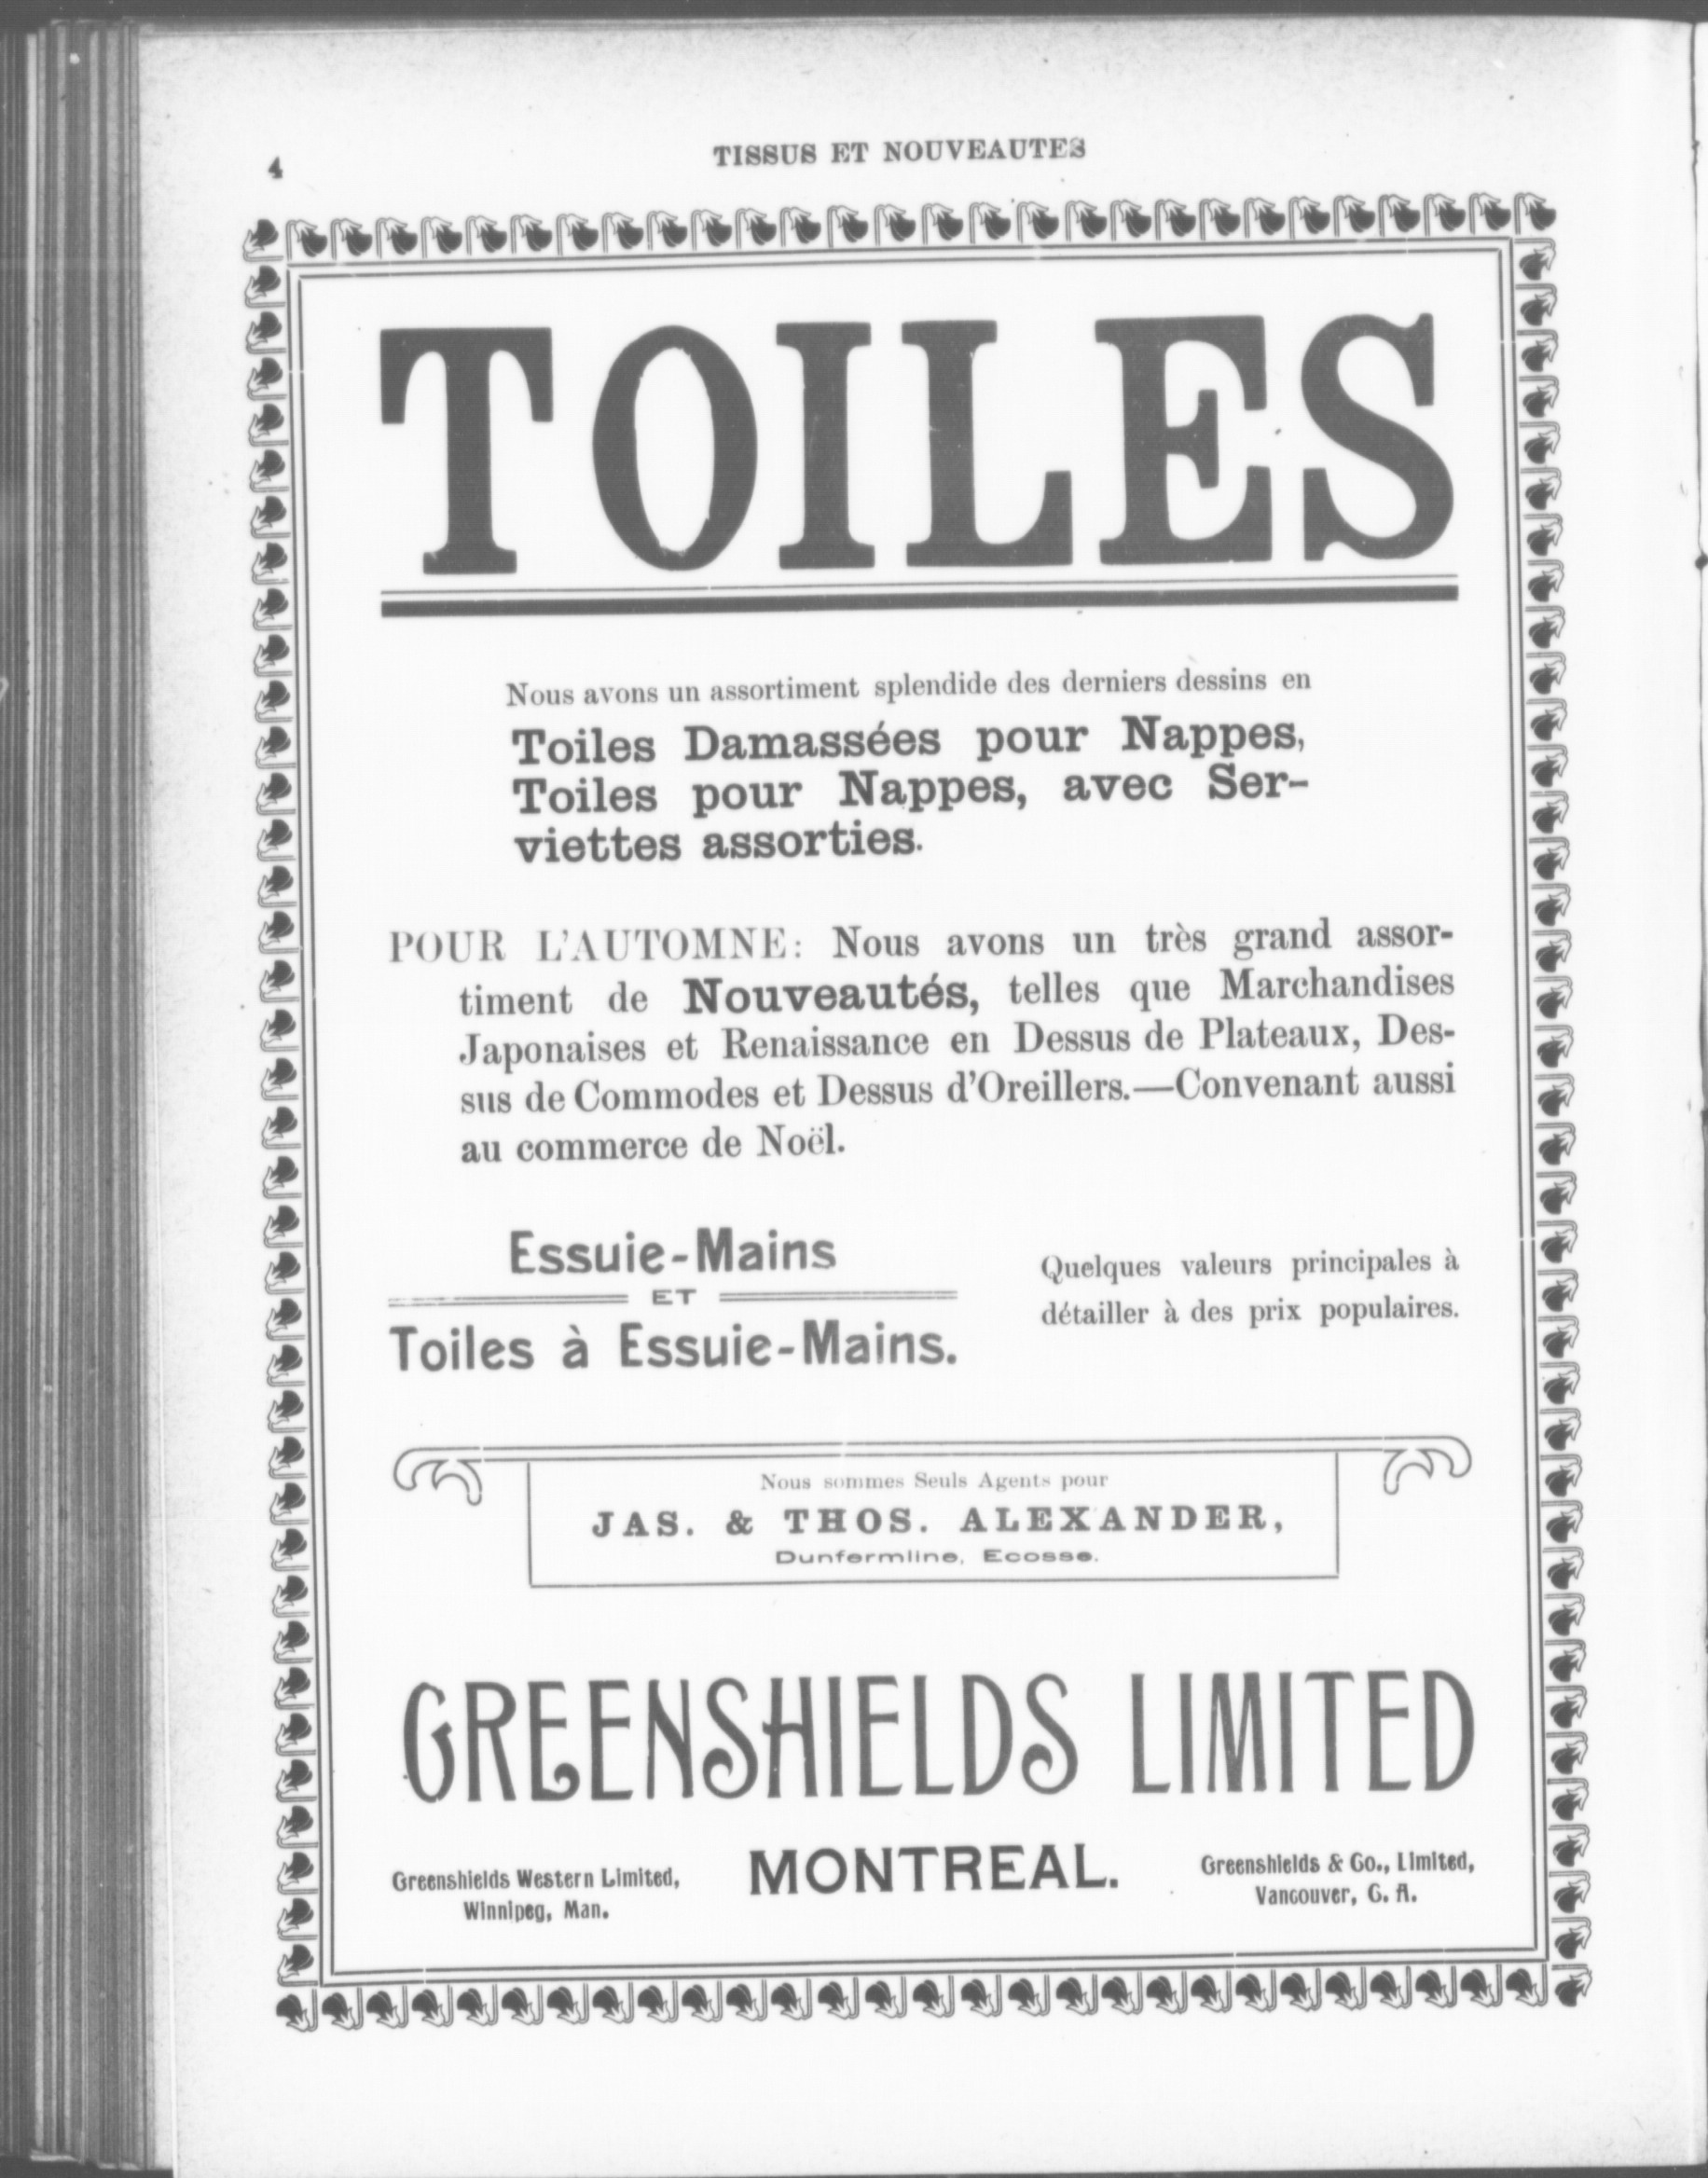 4
TISSUS ET NOUVEAUTES
TOILES
Nous avons un assortiment splendide des derniers dessins en
Toiles Damassées pour Nappes,
Toiles pour Nappes, avec Ser-
viettes assorties.
POUR L'AUTOMNE: Nous avons un très grand assor-
timent de Nouveautés, telles que Marchandises
Japonaises et Renaissance en Dessus de Plateaux, Des-
sus de Commodes et Dessus d'Oreillers.—Convenant aussi
au commerce de Noël.
Essuie-Mains
ET
Toiles à Essuie-Mains.
Quelques valeurs principales à
détailler à des prix populaires.
Nous sommes Seuls Agents pour
JAS. & THOS. ALEXANDER,
Dunfermline, Ecosse.
GREENSHIELDS LIMITED
MONTREAL.
Greenshields Western Limited,
Winnipeg, Man.
Greenshields & Co., Limited,
Vancouver, C. A.